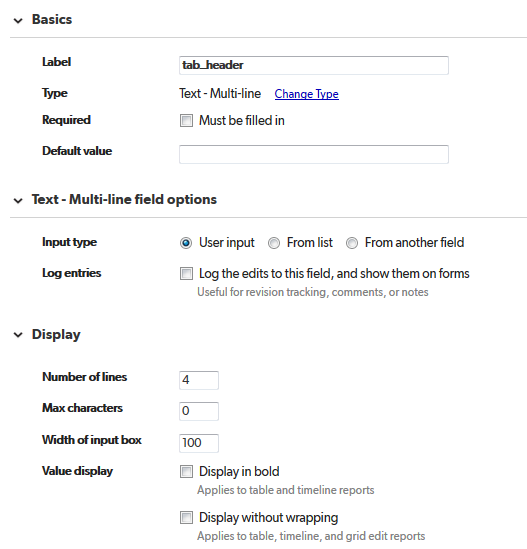 Basics
Label tab_header
Type Text - Multi-line Change Type
Required Must be filled in
Default value
Text - Multi-line field options
Input type User input From list From another field
Log entries Log the edits to this field, and show them on forms
Useful for revision tracking, comments, or notes
Display
Number of lines 4
Max characters 0
Width of input box 100
Value display Display in bold
Applies to table and timeline reports
Display without wrapping
Applies to table, timeline, and grid edit reports